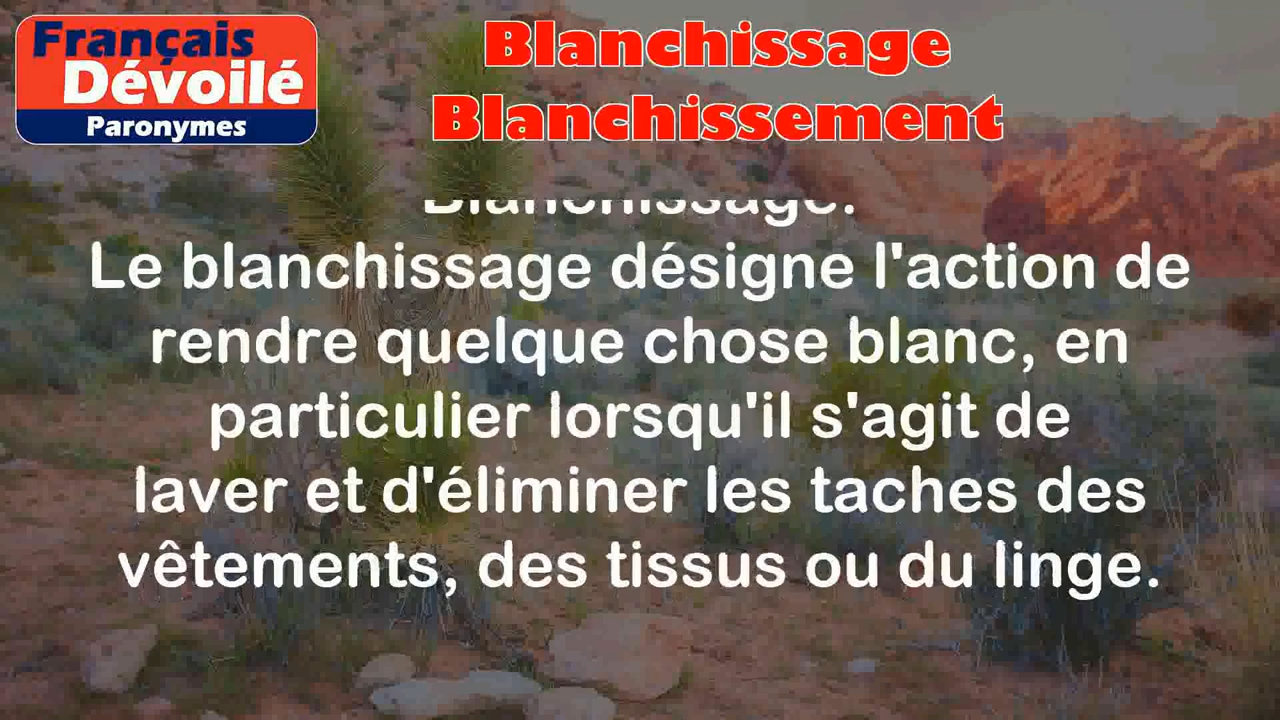 Français
Dévoilé
Paronymes
Blanchissage
Blanchissement
Blanchissage.
Le blanchissage désigne l'action de
rendre quelque chose blanc, en
particulier lorsqu'il s'agit de
laver et d'éliminer les taches des
vêtements, des tissus ou du linge.